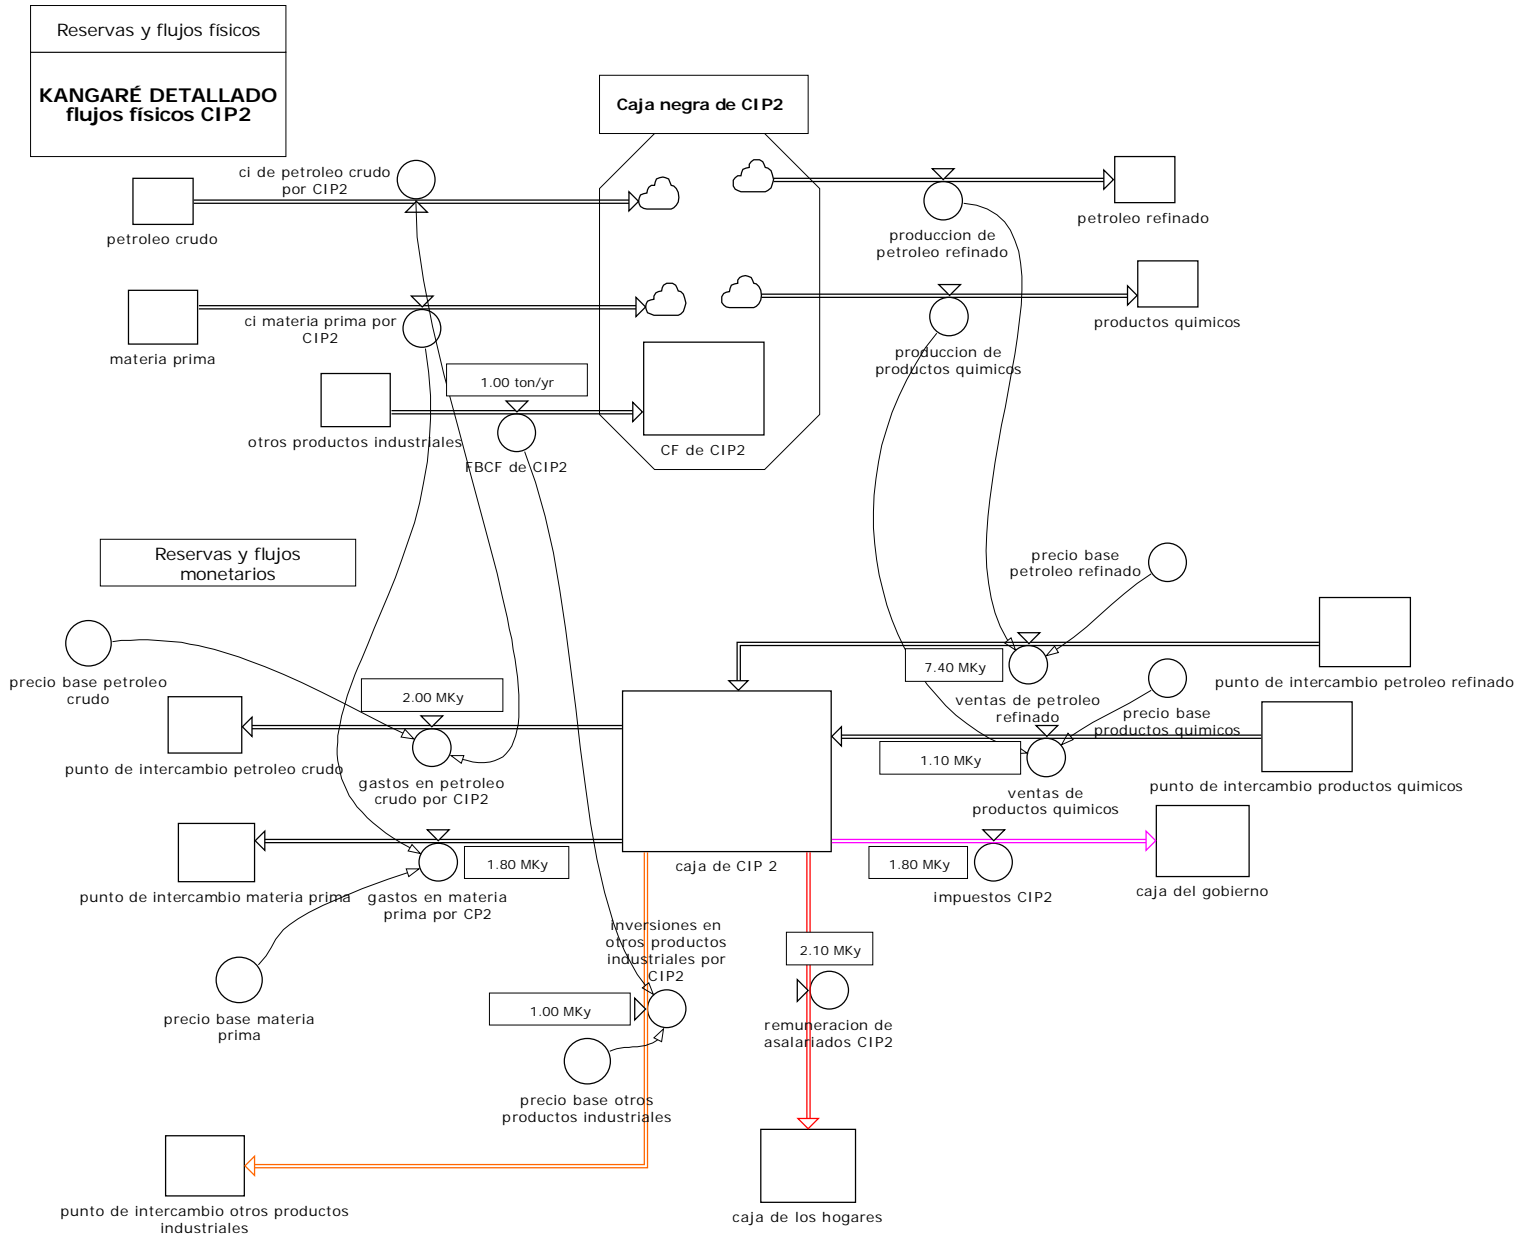 Reservas y flujos físicos
KANGARÉ DETALLADO
flujos físicos CIP2
Caja negra de CIP2
ci de petroleo crudo
por CIP2
petroleo crudo
produccion de
petroleo refinado
petroleo refinado
ci materia prima por
CIP2
materia prima
produccion de
productos quimicos
productos quimicos
1.00 ton/yr
otros productos industriales
FBCF de CIP2
CF de CIP2
Reservas y flujos
monetarios
precio base
petroleo refinado
precio base petroleo
crudo
7.40 MKy
ventas de petroleo
refinado
punto de intercambio petroleo refinado
2.00 MKy
precio base
productos quimicos
punto de intercambio petroleo crudo
gastos en petroleo
crudo por CIP2
1.10 MKy
ventas de
productos quimicos
punto de intercambio productos quimicos
1.80 MKy
caja de CIP 2
1.80 MKy
impuestos CIP2
caja del gobierno
punto de intercambio materia prima
gastos en materia
prima por CP2
inversiones en
otros productos
industriales por
CIP2
2.10 MKy
1.00 MKy
precio base materia
prima
remuneracion de
asalariados CIP2
precio base otros
productos industriales
punto de intercambio otros productos
industriales
caja de los hogares